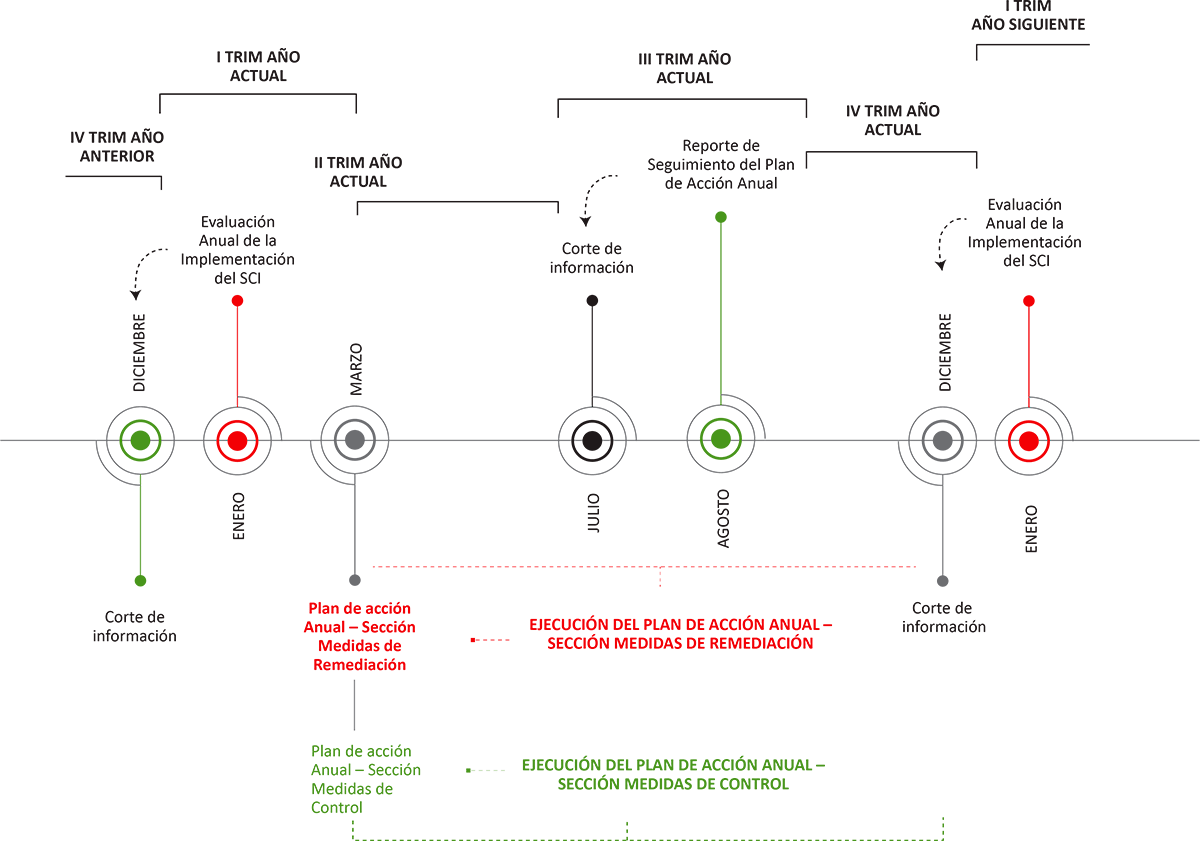 I TRIM
AÑO SIGUIENTE
I TRIM AÑO
ACTUAL
III TRIM AÑO
ACTUAL
IV TRIM AÑO
ANTERIOR
II TRIM AÑO
ACTUAL
IV TRIM AÑO
ACTUAL
Reporte de
Seguimiento del Plan
de Acción Anual
Evaluación
Anual de la
Implementación
del SCI
Corte de
información
Evaluación
Anual de la
Implementación
del SCI
DICIEMBRE
ENERO
MARZO
JULIO
AGOSTO
DICIEMBRE
ENERO
Corte de
información
Plan de acción
Anual – Sección
Medidas de
Remediación
EJECUCIÓN DEL PLAN DE ACCIÓN ANUAL –
SECCIÓN MEDIDAS DE REMEDIACIÓN
Corte de
información
Plan de acción
Anual – Sección
Medidas de
Control
EJECUCIÓN DEL PLAN DE ACCIÓN ANUAL –
SECCIÓN MEDIDAS DE CONTROL